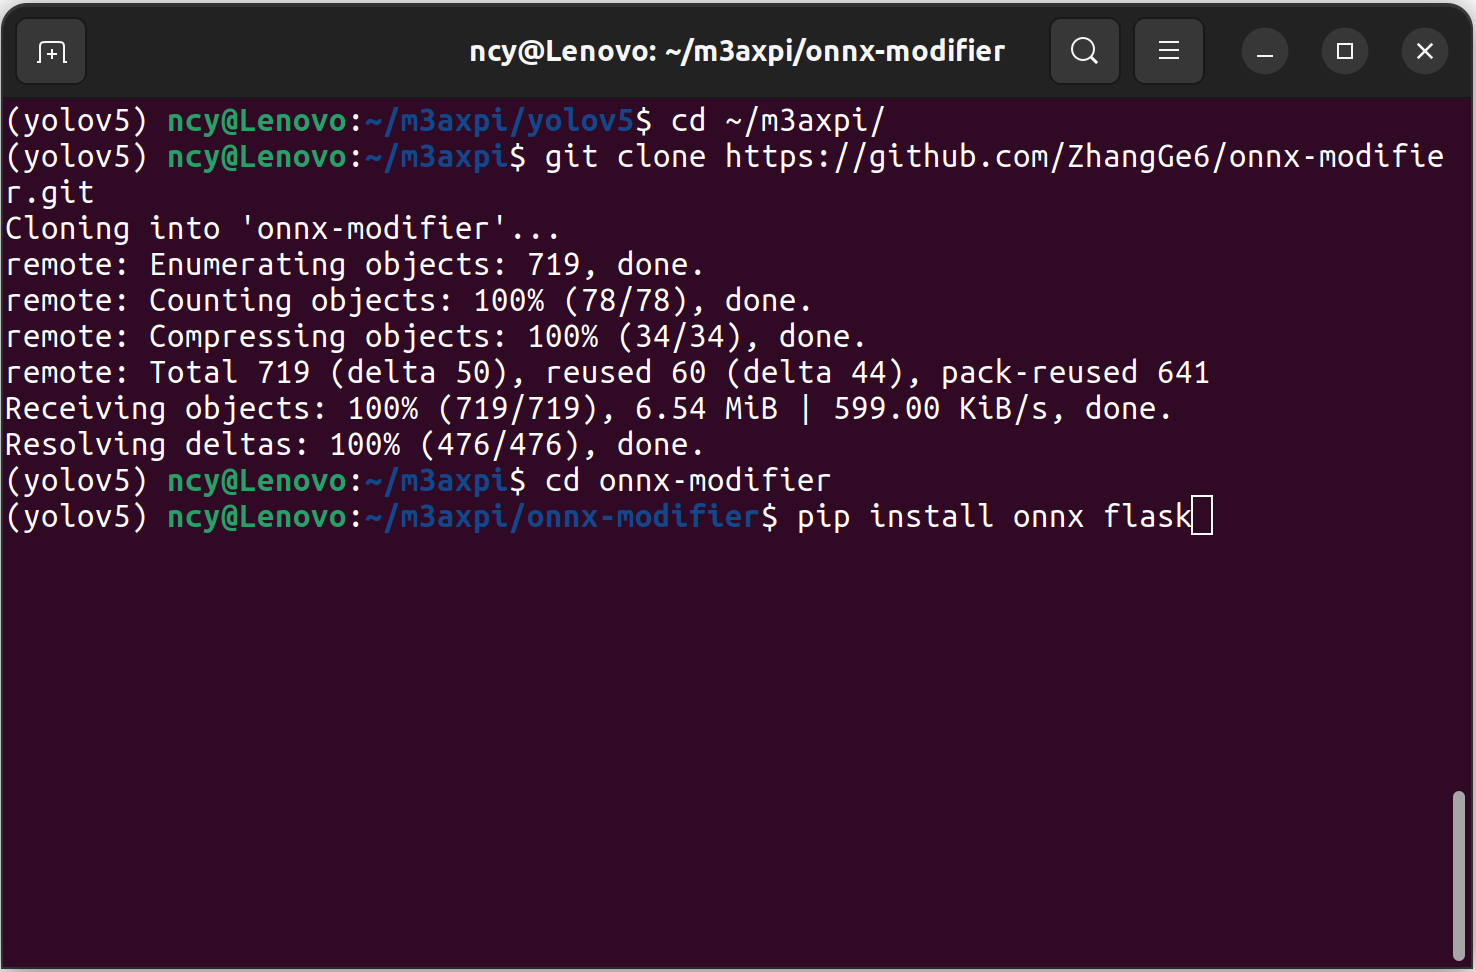 ncy@Lenovo: ~/m3axpi/onnx-modifier
(yolov5) ncy@Lenovo:~/m3axpi/yolov5$ cd ~/m3axpi/
(yolov5) ncy@Lenovo:~/m3axpi$ git clone https://github.com/ZhangGe6/onnx-modifie
r.git
Cloning into 'onnx-modifier'...
remote: Enumerating objects: 719, done.
remote: Counting objects: 100% (78/78), done.
remote: Compressing objects: 100% (34/34), done.
remote: Total 719 (delta 50), reused 60 (delta 44), pack-reused 641
Receiving objects: 100% (719/719), 6.54 MiB | 599.00 KiB/s, done.
Resolving deltas: 100% (476/476), done.
(yolov5) ncy@Lenovo:~/m3axpi$ cd onnx-modifier
(yolov5) ncy@Lenovo:~/m3axpi/onnx-modifier$ pip install onnx flask